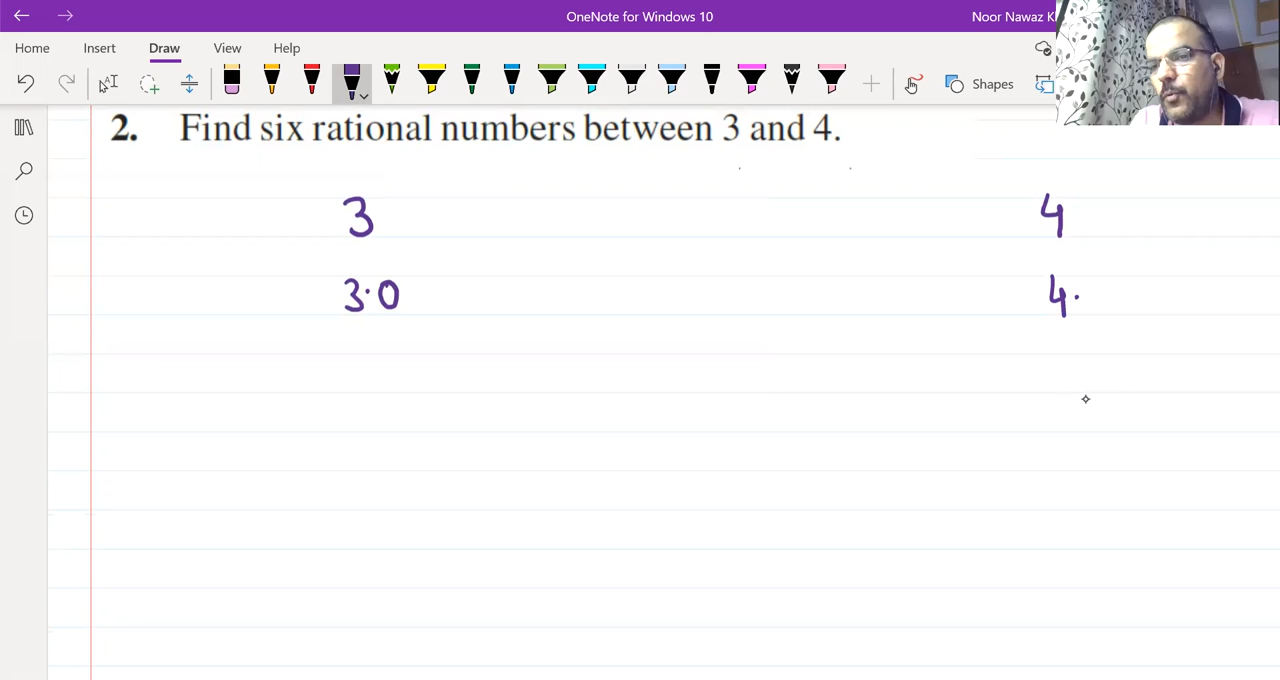 OneNote for Windows 10 Noor Nawaz
Home Insert Draw View Help
Shapes
2. Find six rational numbers between 3 and 4.
3 4
3.0 4.